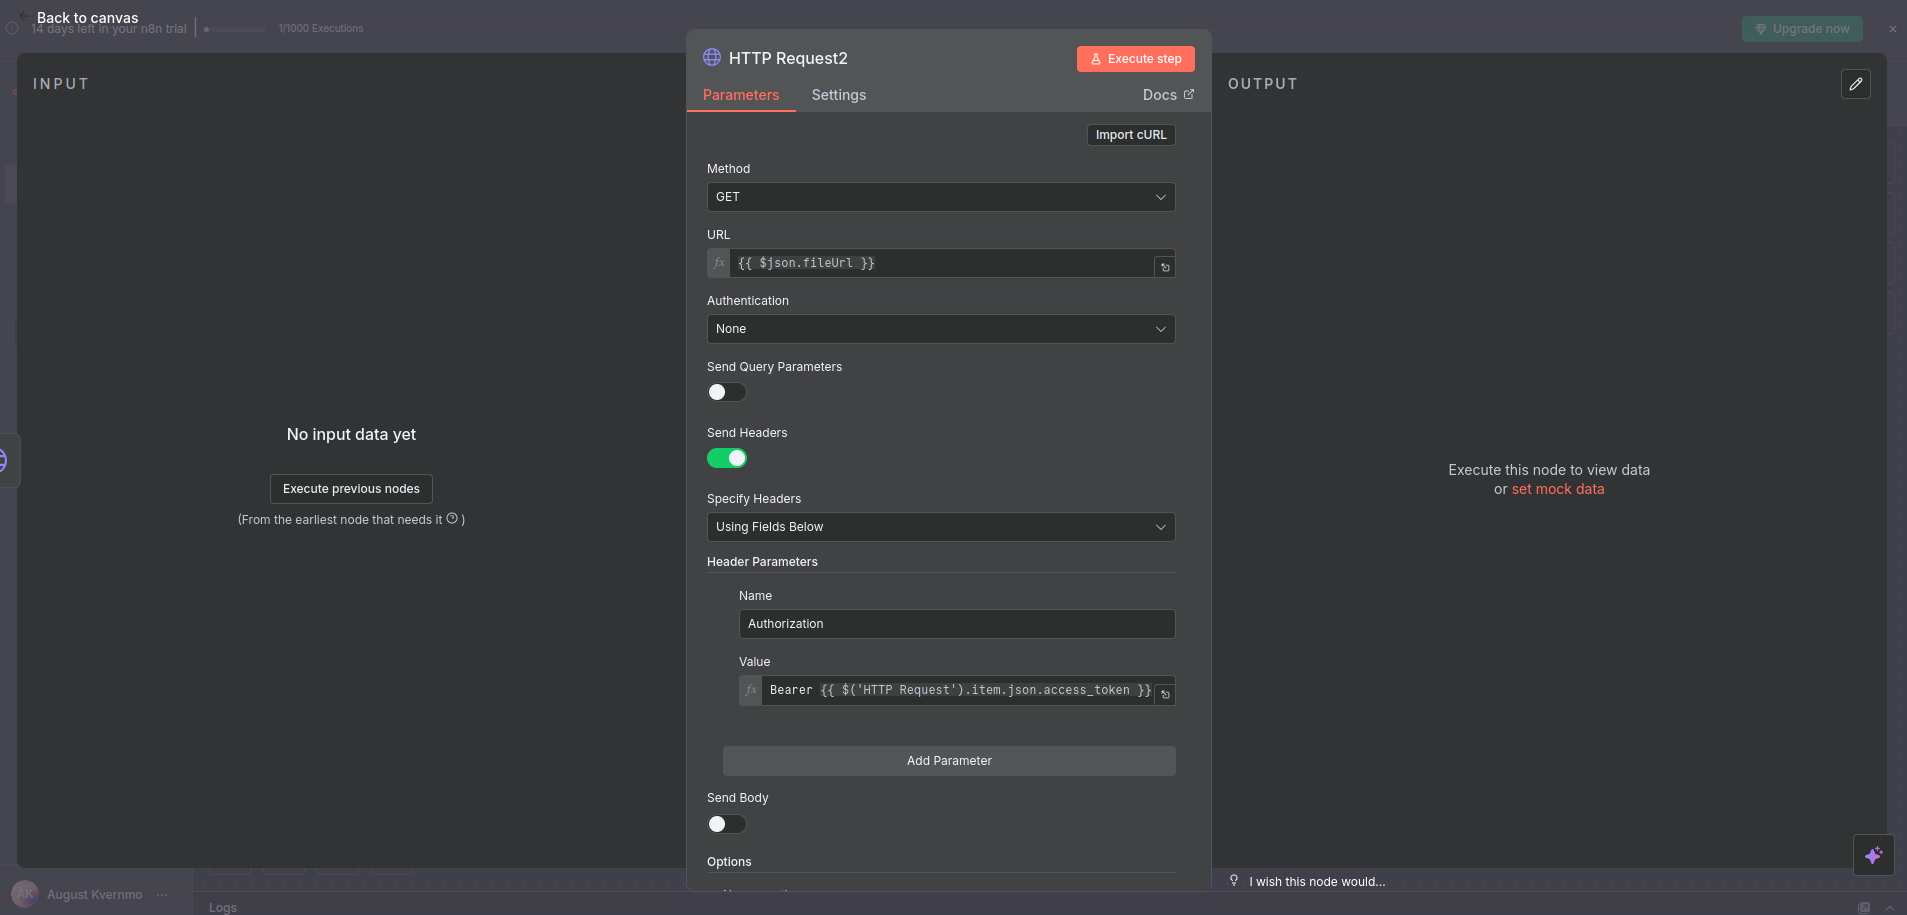 Back to canvas
14 days left in your n8n trial
1/1000 Executions
Upgrade now
INPUT
No input data yet
Execute previous nodes
(From the earliest node that needs it ? )
HTTP Request2
Execute step
Parameters
Settings
Docs
Import cURL
Method
GET
URL
fx
{{ $json.fileUrl }}
Authentication
None
Send Query Parameters
Send Headers
Specify Headers
Using Fields Below
Header Parameters
Name
Authorization
Value
fx
Bearer {{ $('HTTP Request').item.json.access_token }}
Add Parameter
Send Body
Options
OUTPUT
Execute this node to view data
or set mock data
I wish this node would...
AK
August Kvernmo
Logs